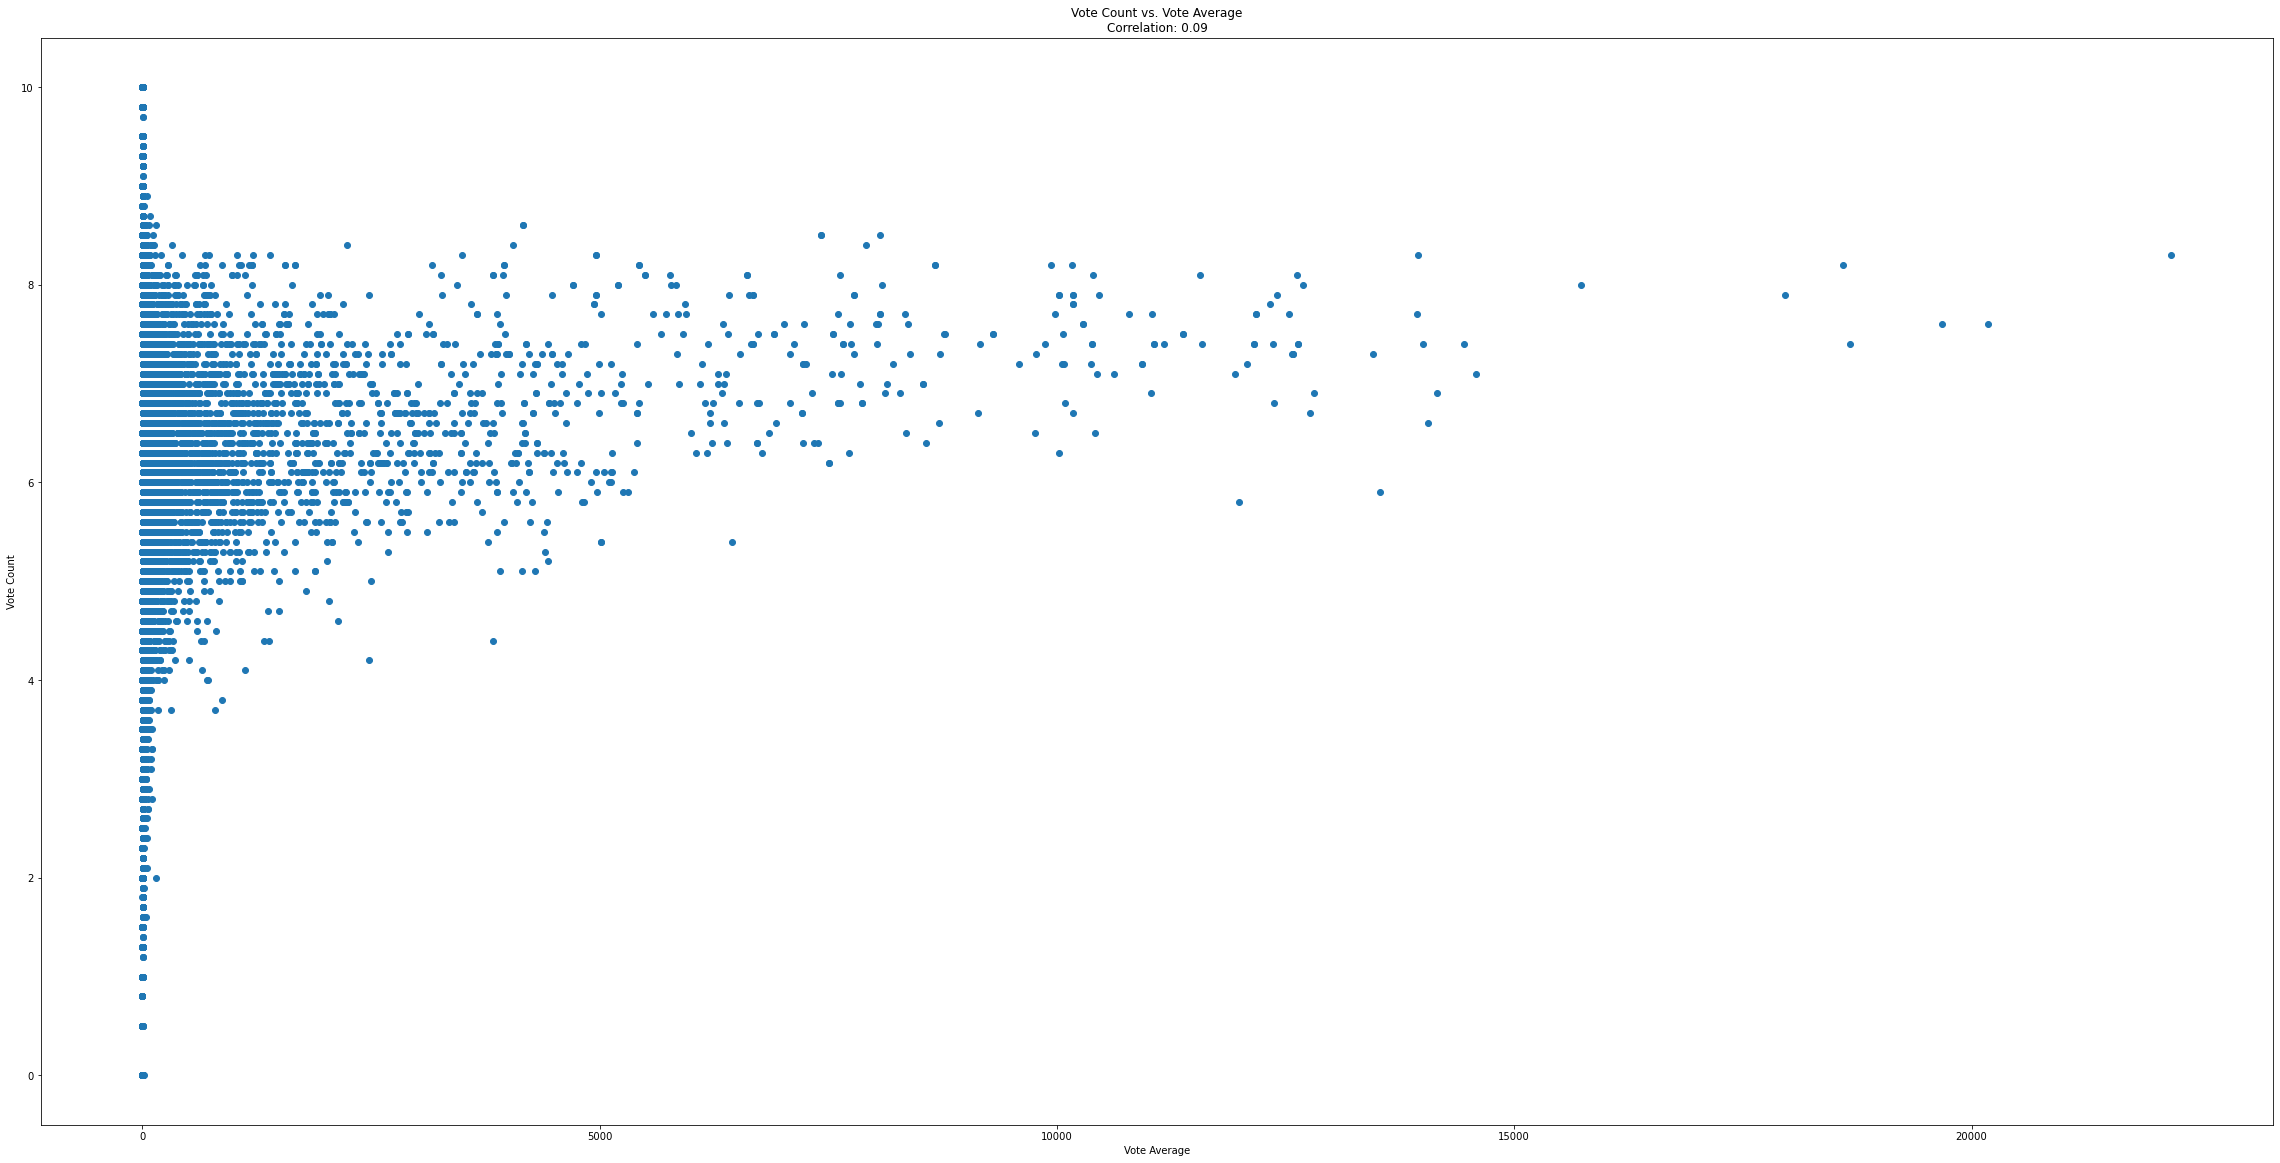 Vote Count vs. Vote Average
Correlation: 0.09
10
8
6
4
2
0
Vote Count
0 5000 10000 15000 20000
Vote Average